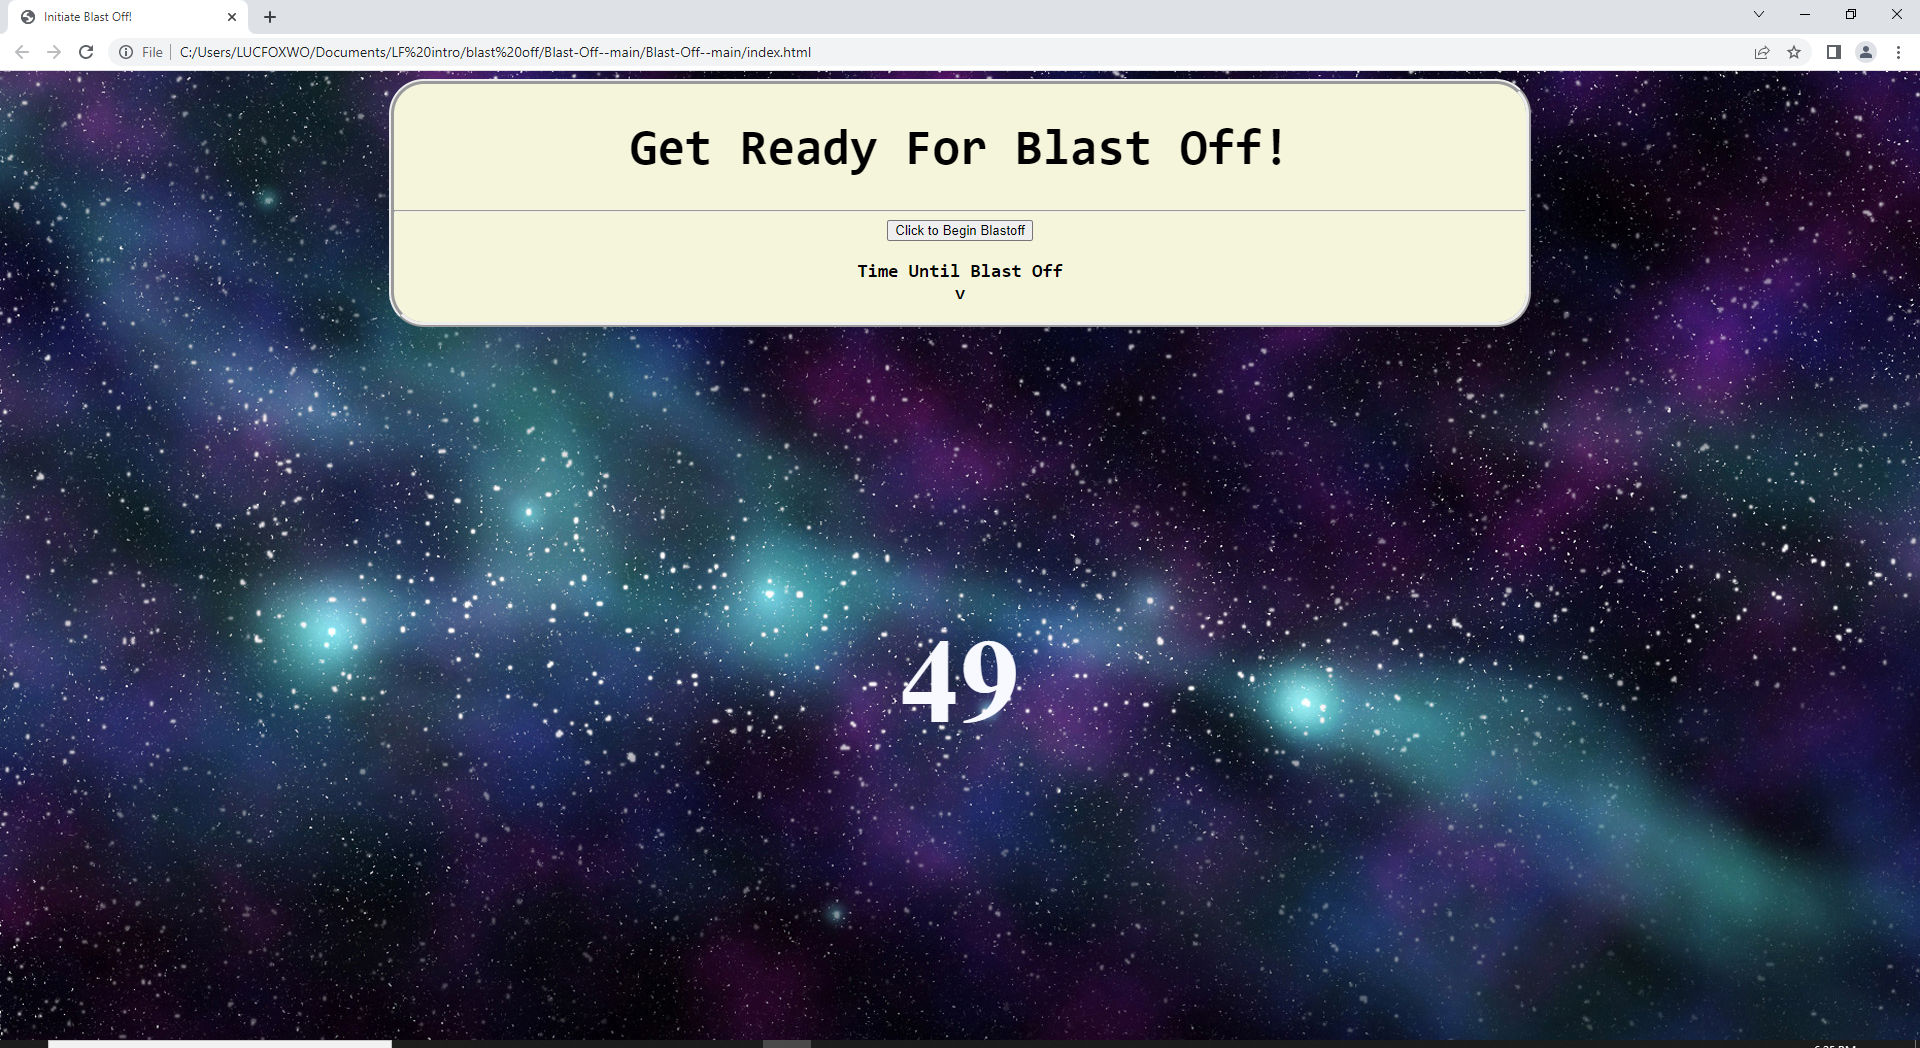 Initiate Blast Off!
File
C:/Users/LUCFOXWO/Documents/LF%20intro/blast%20off/Blast-Off--main/Blast-Off--main/index.html
Get Ready For Blast Off!
Click to Begin Blastoff
Time Until Blast Off
v
49